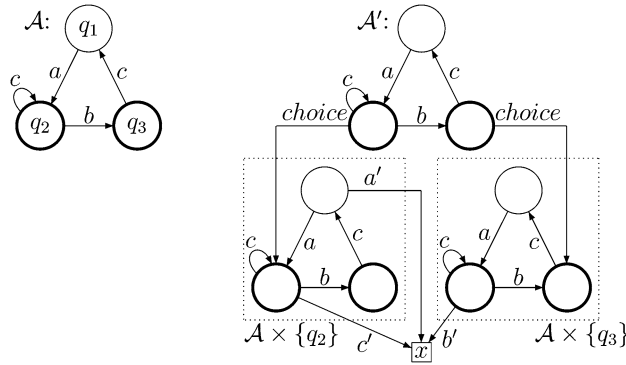 𝒜: q₁
a c
c q₂ b q₃
𝒜′:
a c
c b
choice choice
a′
a c
c b
a c
c b
𝒜 × {q₂} c′ x b′ 𝒜 × {q₃}